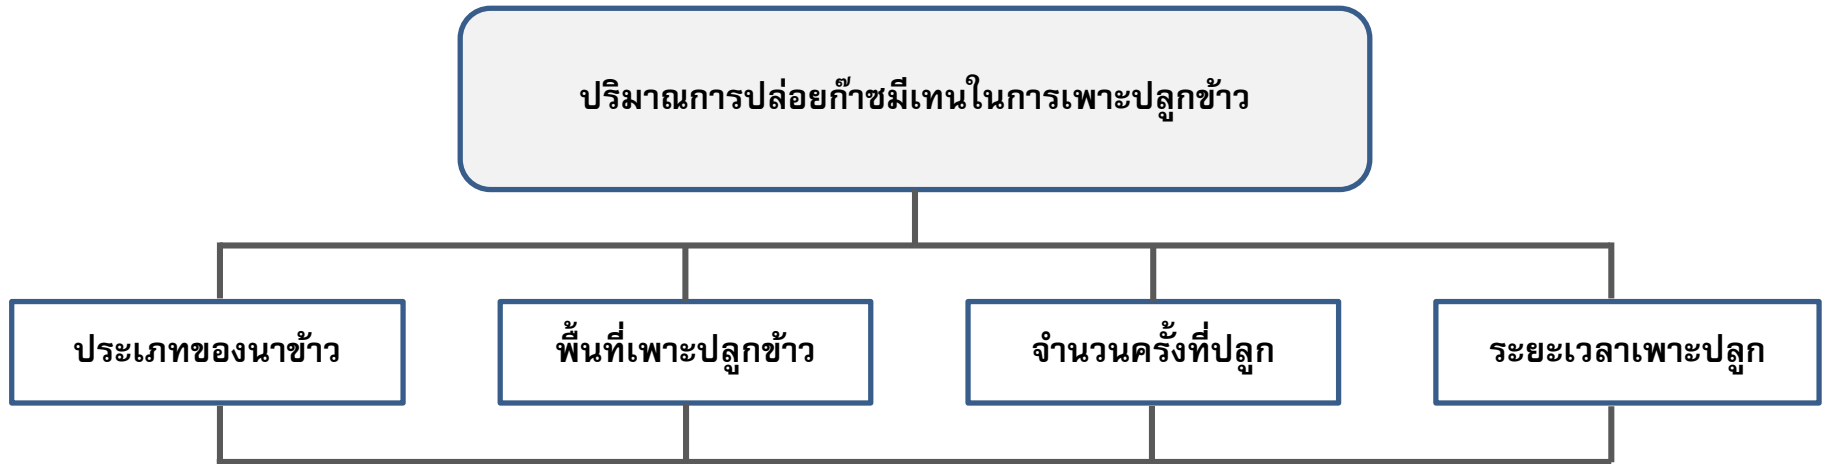 ปริมาณการปล่อยก๊าซมีเทนในการเพาะปลูกข้าว
ประเภทของนาข้าว
พื้นที่เพาะปลูกข้าว
จำนวนครั้งที่ปลูก
ระยะเวลาเพาะปลูก